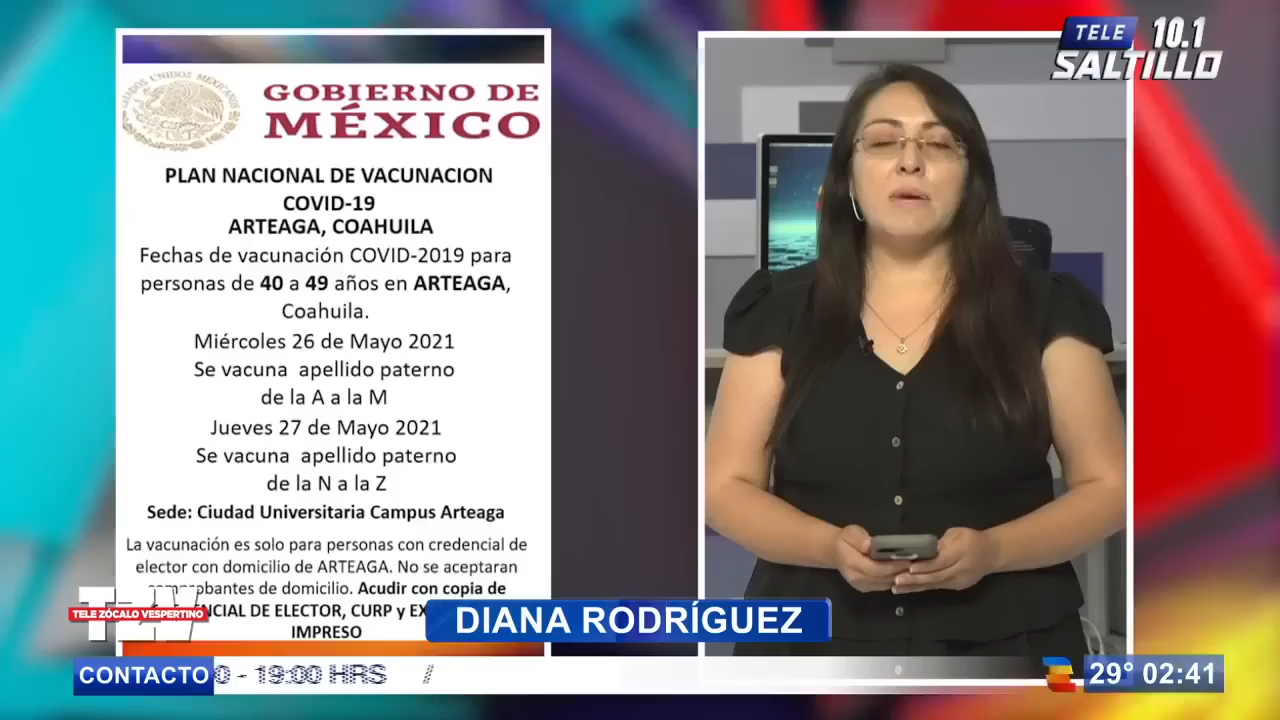 TELE 10.1
SALTILLO
GOBIERNO DE
MÉXICO
PLAN NACIONAL DE VACUNACION
COVID-19
ARTEAGA, COAHUILA
Fechas de vacunación COVID-2019 para
personas de 40 a 49 años en ARTEAGA,
Coahuila.
Miércoles 26 de Mayo 2021
Se vacuna apellido paterno
de la A a la M
Jueves 27 de Mayo 2021
Se vacuna apellido paterno
de la N a la Z
Sede: Ciudad Universitaria Campus Arteaga
La vacunación es solo para personas con credencial de
elector con domicilio de ARTEAGA. No se aceptaran
comprobantes de domicilio. Acudir con copia de
DE ELECTOR, CURP y
IMPRESO
TELE ZÓCALO VESPERTINO
DIANA RODRÍGUEZ
CONTACTO - 19:00 HRS /
29° 02:41